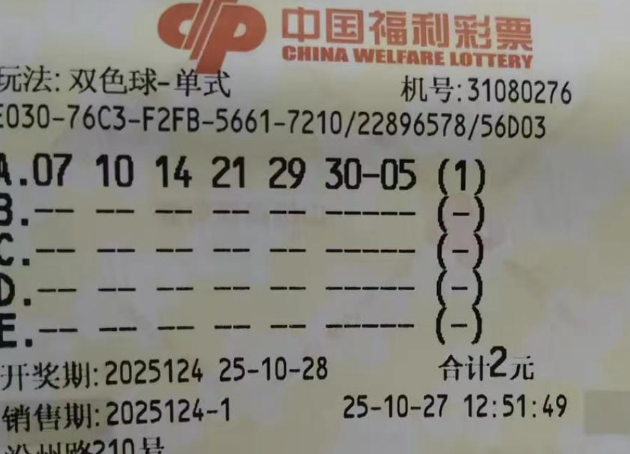 中国福利彩票
CHINA WELFARE LOTTERY
玩法: 双色球-单式 机号:31080276
E030-76C3-F2FB-5661-7210/22896578/56D03
A.07 10 14 21 29 30-05 (1)
B.-- -- -- -- -- ----- (-)
C.-- -- -- -- -- ----- (-)
D.-- -- -- -- -- ----- (-)
E.-- -- -- -- -- ----- (-)
开奖期:2025124 25-10-28 合计2元
销售期:2025124-1 25-10-27 12:51:49
沧州路210号